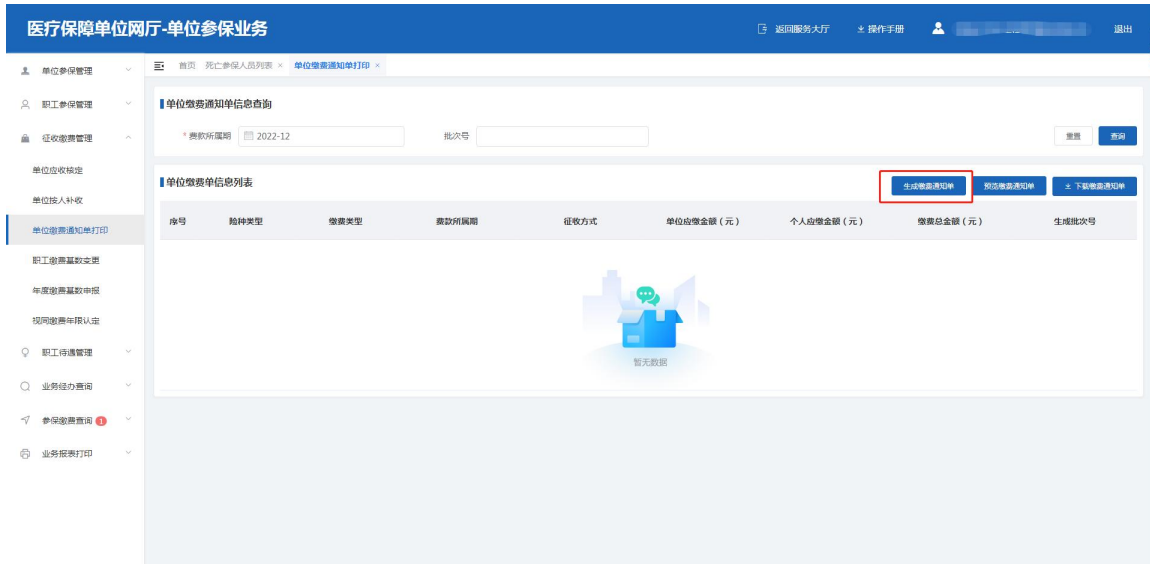 医疗保障单位网厅-单位参保业务
返回服务大厅
操作手册
退出
单位参保管理
职工参保管理
征收缴费管理
单位应收核定
单位按人补收
单位缴费通知单打印
职工缴费基数变更
年度缴费基数申报
视同缴费年限认定
职工待遇管理
业务经办查询
参保缴费查询 1
业务报表打印
首页 死亡参保人员列表 × 单位缴费通知单打印 ×
单位缴费通知单信息查询
* 费款所属期 2022-12 批次号 重置 查询
单位缴费单信息列表 生成缴费通知单 预览缴费通知单 下载缴费通知单
序号 险种类型 缴费类型 费款所属期 征收方式 单位应缴金额(元) 个人应缴金额(元) 缴费总金额(元) 生成批次号
暂无数据